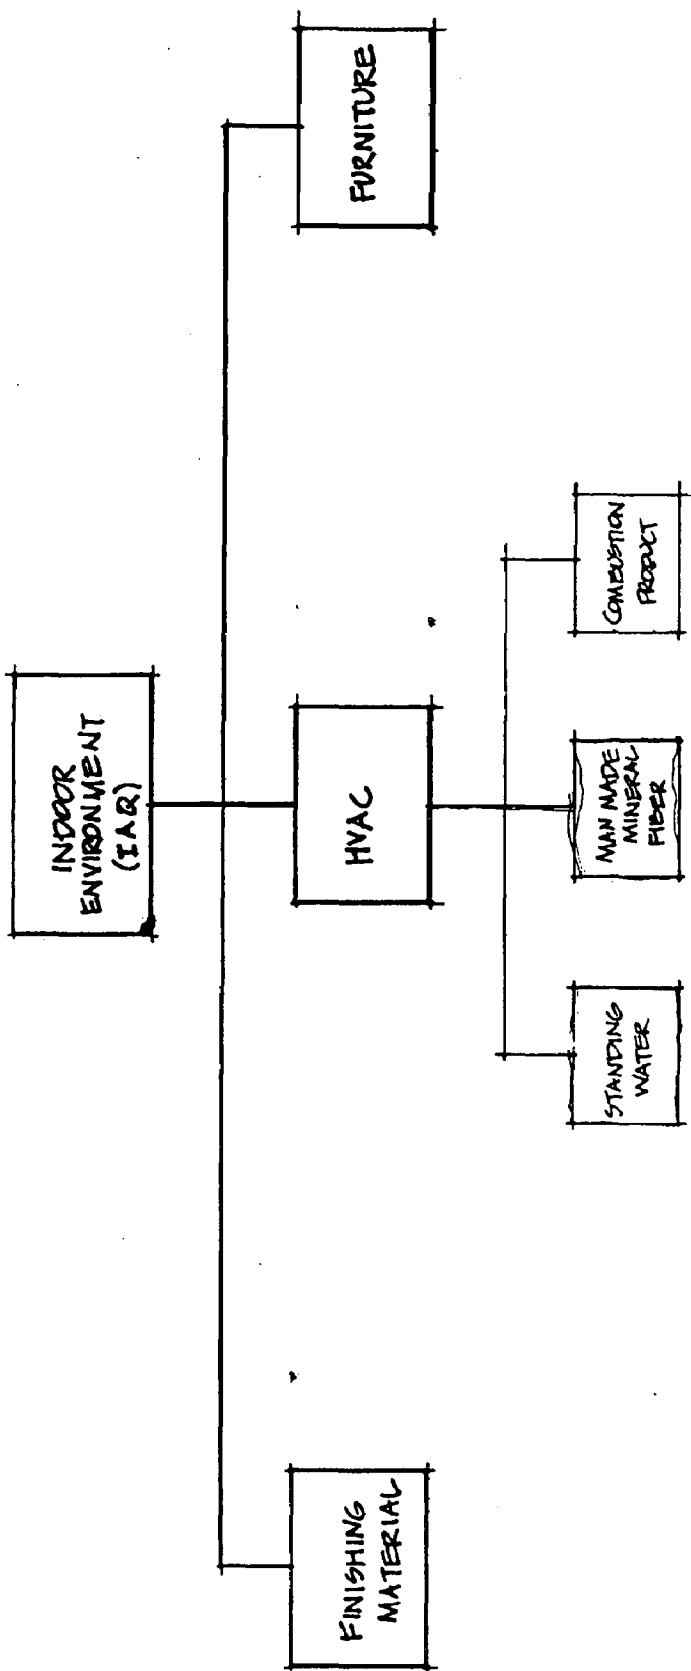 INDOOR
ENVIRONMENT
(IAQ)
FINISHING
MATERIAL
HVAC
FURNITURE
STANDING
WATER
MAN MADE
MINERAL
FIBER
COMBUSTION
PRODUCT